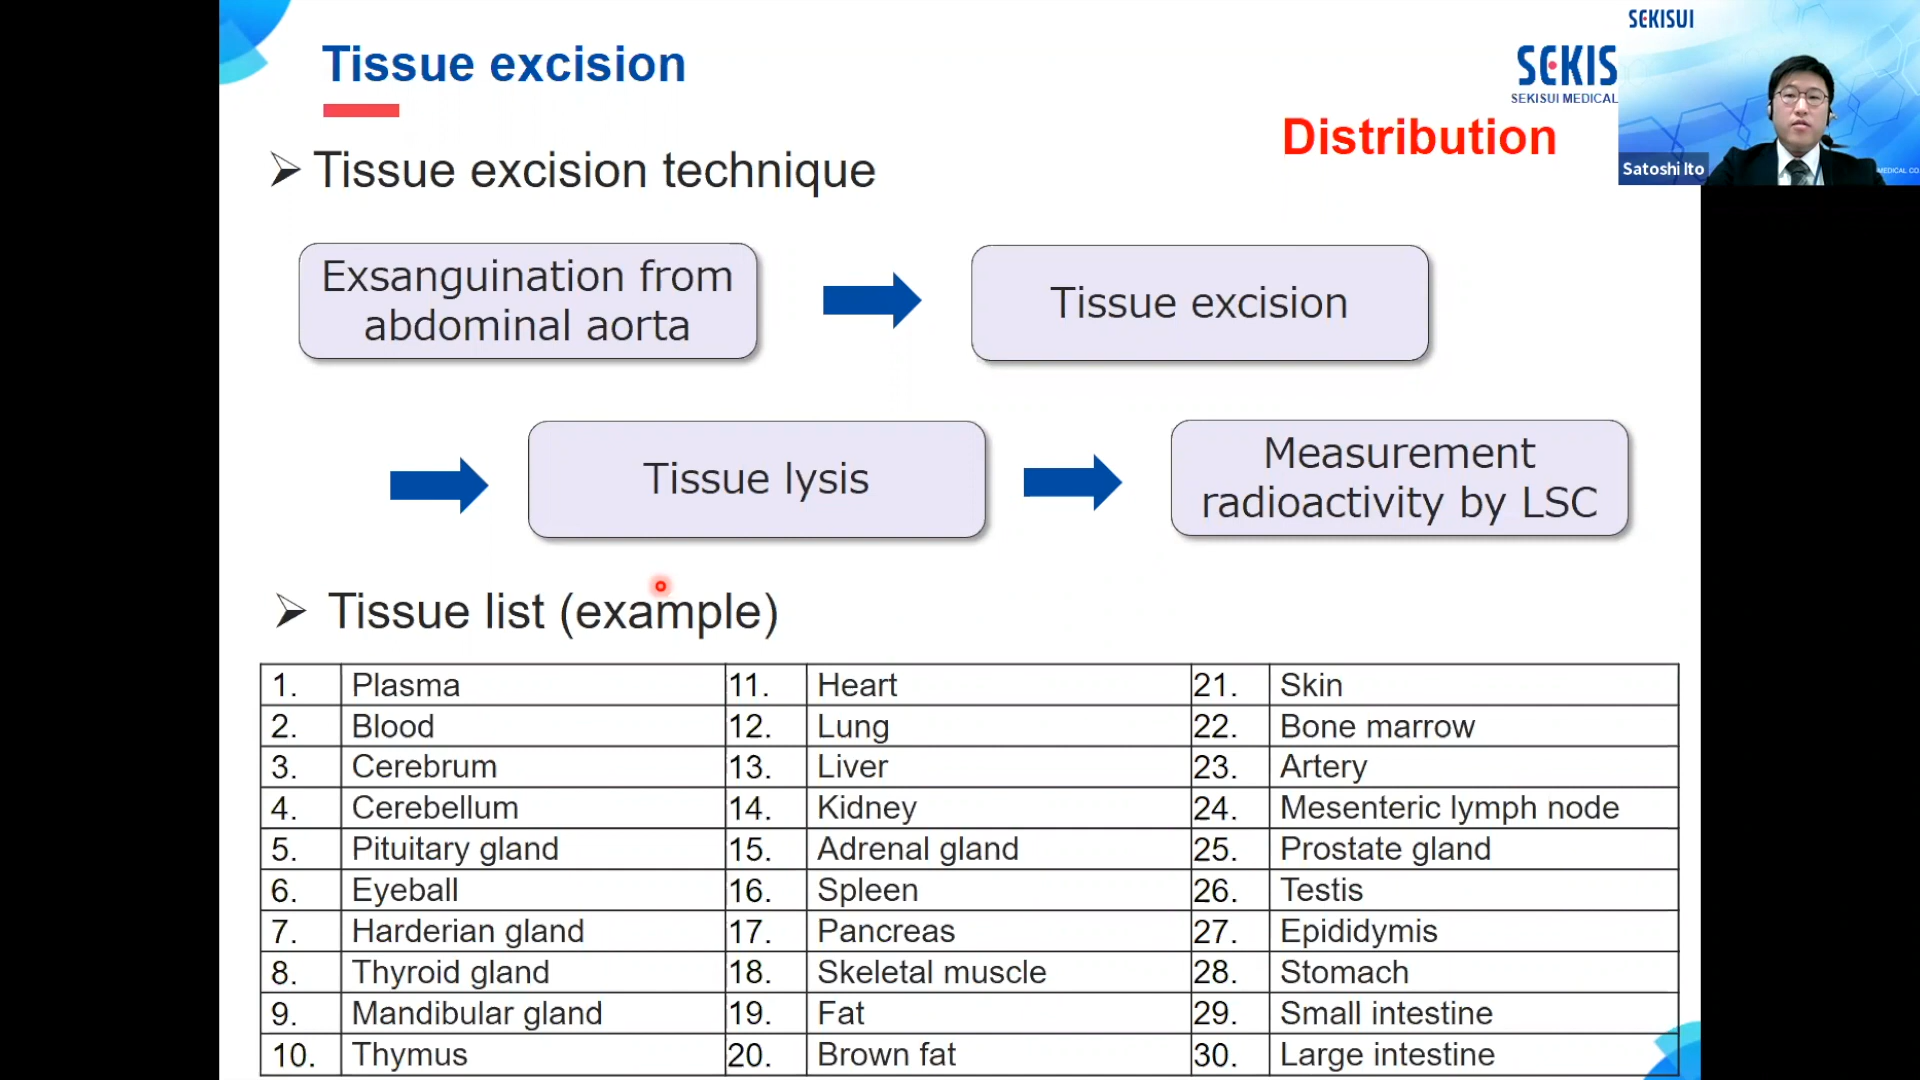 Tissue excision
SEKISUI
SEKIS
SEKISUI MEDICAL
Distribution
Satoshi Ito
MEDICAL CO
➢ Tissue excision technique
Exsanguination from
abdominal aorta
Tissue excision
Tissue lysis
Measurement
radioactivity by LSC
➢ Tissue list (example)
1. Plasma 11. Heart 21. Skin
2. Blood 12. Lung 22. Bone marrow
3. Cerebrum 13. Liver 23. Artery
4. Cerebellum 14. Kidney 24. Mesenteric lymph node
5. Pituitary gland 15. Adrenal gland 25. Prostate gland
6. Eyeball 16. Spleen 26. Testis
7. Harderian gland 17. Pancreas 27. Epididymis
8. Thyroid gland 18. Skeletal muscle 28. Stomach
9. Mandibular gland 19. Fat 29. Small intestine
10. Thymus 20. Brown fat 30. Large intestine